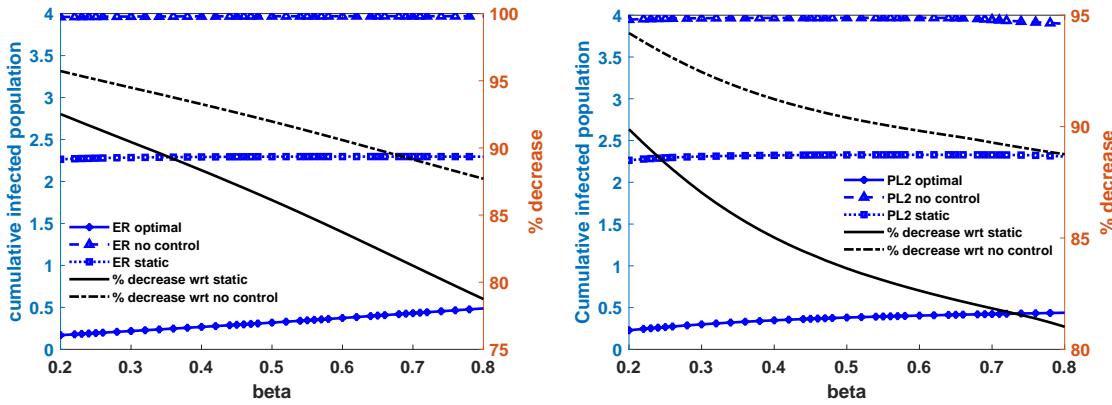 cumulative infected population
4
3.5
3
2.5
2
1.5
1
0.5
0
100
95
90
85
80
75
% decrease
ER optimal
ER no control
ER static
% decrease wrt static
% decrease wrt no control
0.2 0.3 0.4 0.5 0.6 0.7 0.8
beta
Cumulative infected population
4
3.5
3
2.5
2
1.5
1
0.5
0
95
90
85
80
% decrease
PL2 optimal
PL2 no control
PL2 static
% decrease wrt static
% decrease wrt no control
0.2 0.3 0.4 0.5 0.6 0.7 0.8
beta